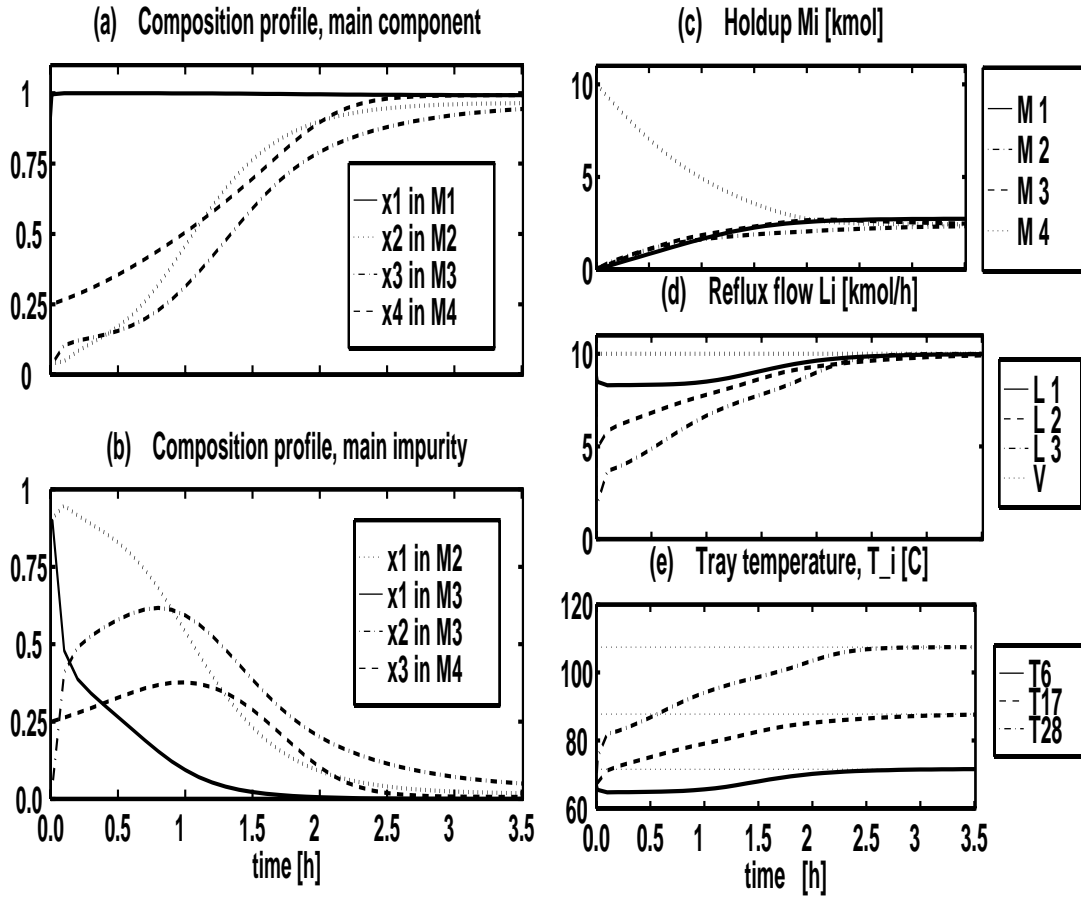 (a) Composition profile, main component
1
0.75
0.5
0.25
0
x1 in M1
x2 in M2
x3 in M3
x4 in M4
(b) Composition profile, main impurity
1
0.75
0.5
0.25
0.0
x1 in M2
x1 in M3
x2 in M3
x3 in M4
0.0 0.5 1 1.5 2 2.5 3 3.5
time [h]
(c) Holdup Mi [kmol]
10
5
0
M 1
M 2
M 3
M 4
(d) Reflux flow Li [kmol/h]
10
5
0
L 1
L 2
L 3
V
(e) Tray temperature, T_i [C]
120
100
80
60
T6
T17
T28
0.0 0.5 1 1.5 2 2.5 3 3.5
time [h]